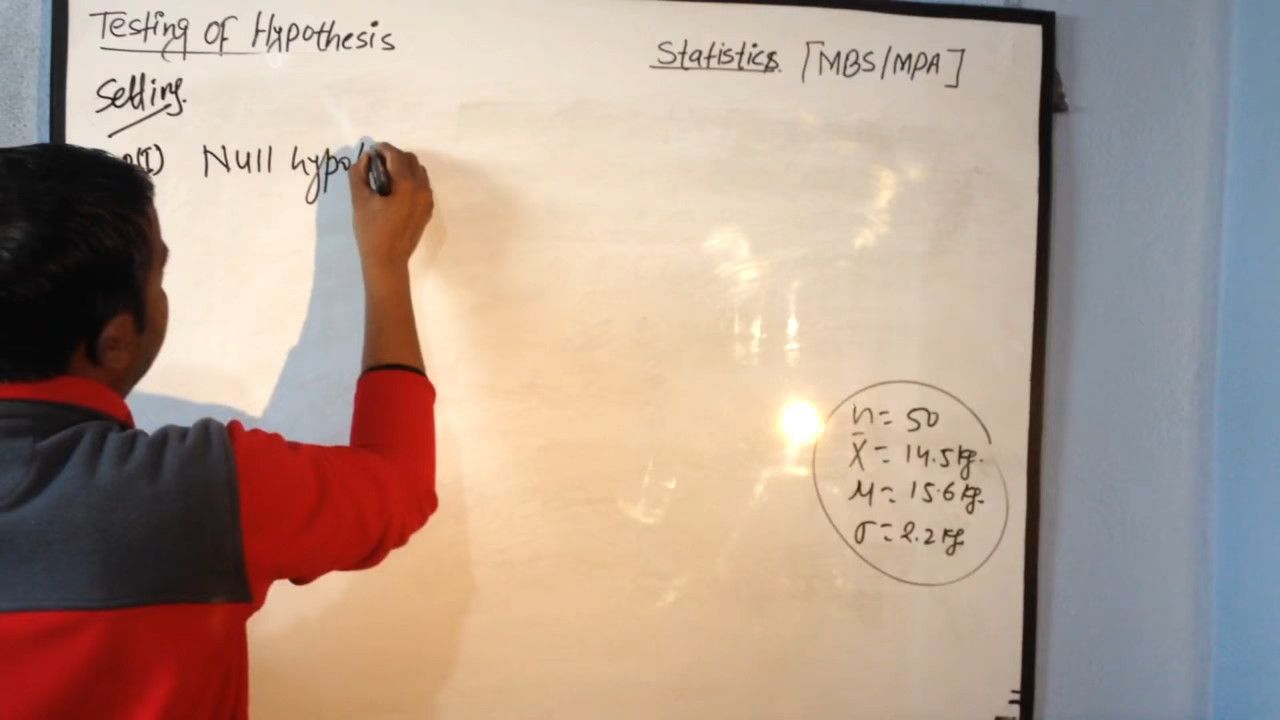 Testing of Hypothesis
Statistics. [MBS/MPA]
Setting.
(I) Null hypo
n = 50
x̄ = 14.5 kg.
μ = 15.6 kg.
σ = 2.2 kg